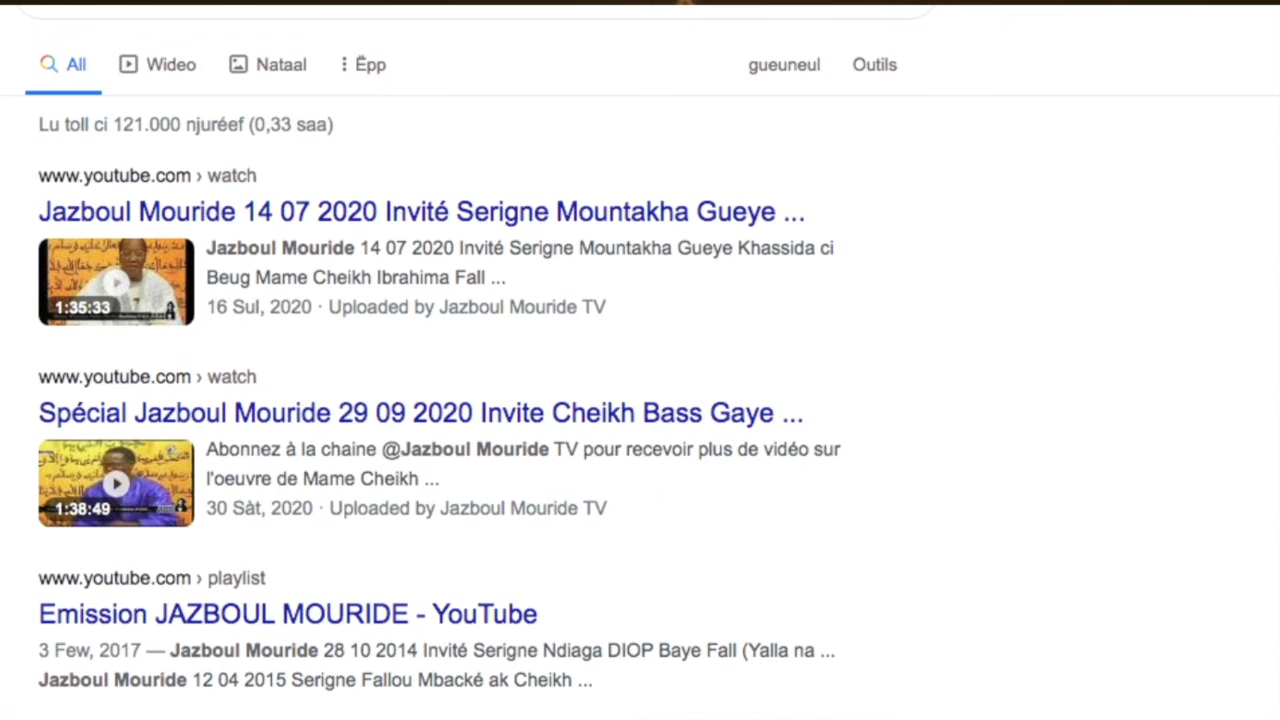 All Wideo Nataal Ëpp gueuneul Outils
Lu toll ci 121.000 njuréef (0,33 saa)
www.youtube.com › watch
Jazboul Mouride 14 07 2020 Invité Serigne Mountakha Gueye ...
Jazboul Mouride 14 07 2020 Invité Serigne Mountakha Gueye Khassida ci
Beug Mame Cheikh Ibrahima Fall ...
1:35:33
16 Sul, 2020 · Uploaded by Jazboul Mouride TV
www.youtube.com › watch
Spécial Jazboul Mouride 29 09 2020 Invite Cheikh Bass Gaye ...
Abonnez à la chaine @Jazboul Mouride TV pour recevoir plus de vidéo sur
l'oeuvre de Mame Cheikh ...
1:38:49
30 Sàt, 2020 · Uploaded by Jazboul Mouride TV
www.youtube.com › playlist
Emission JAZBOUL MOURIDE - YouTube
3 Few, 2017 — Jazboul Mouride 28 10 2014 Invité Serigne Ndiaga DIOP Baye Fall (Yalla na ...
Jazboul Mouride 12 04 2015 Serigne Fallou Mbacké ak Cheikh ...